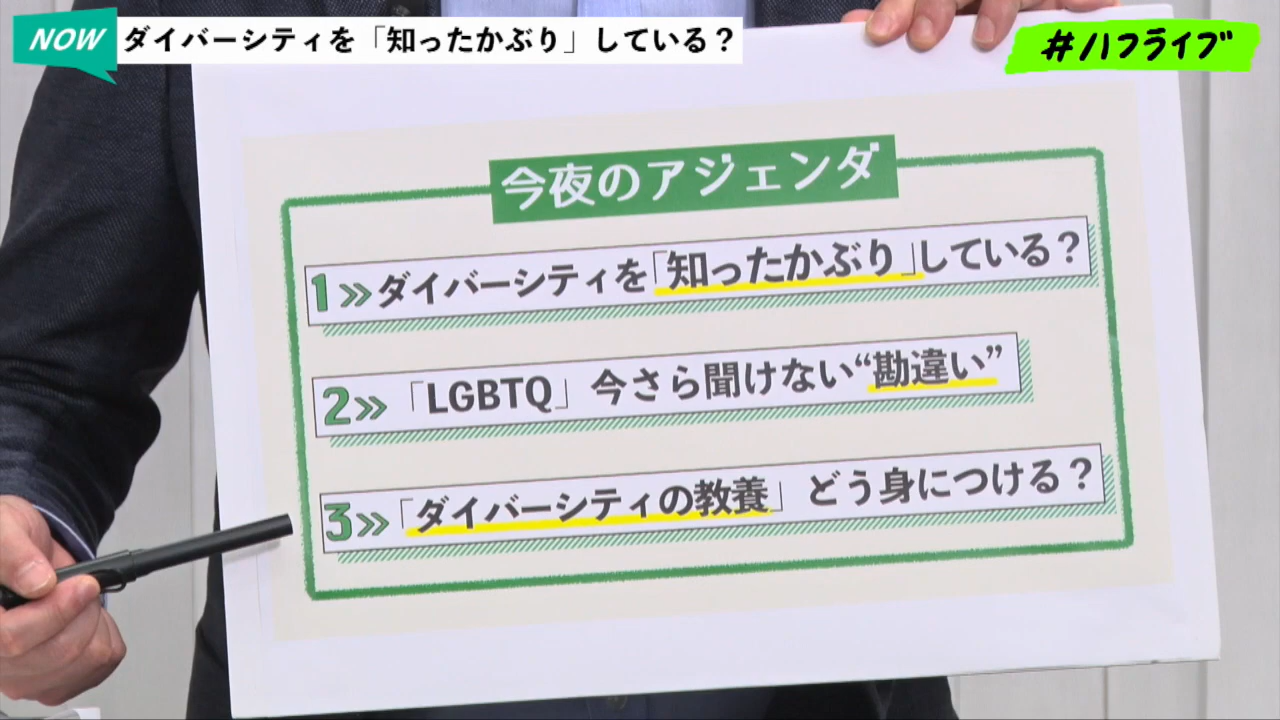 NOW ダイバーシティを「知ったかぶり」している？
#ハフライブ
今夜のアジェンダ
1» ダイバーシティを「知ったかぶり」している？
2» 「LGBTQ」今さら聞けない“勘違い”
3» 「ダイバーシティの教養」どう身につける？